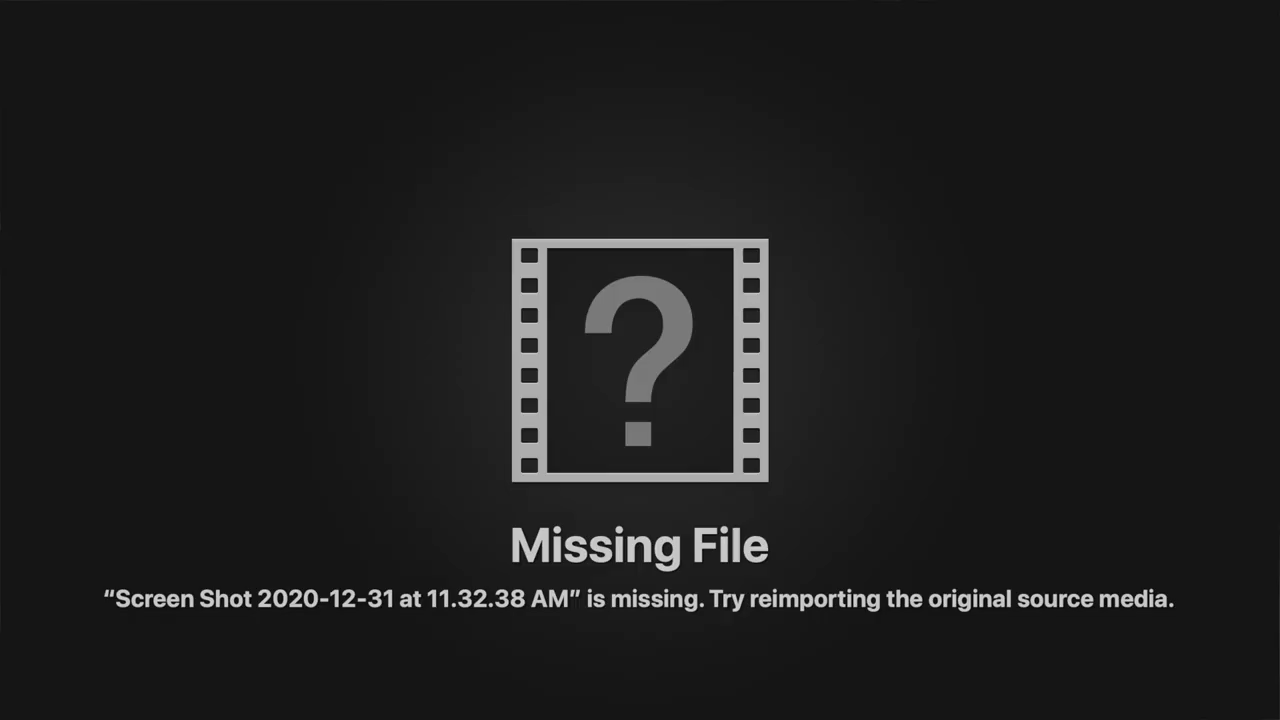 ?
Missing File
“Screen Shot 2020-12-31 at 11.32.38 AM” is missing. Try reimporting the original source media.